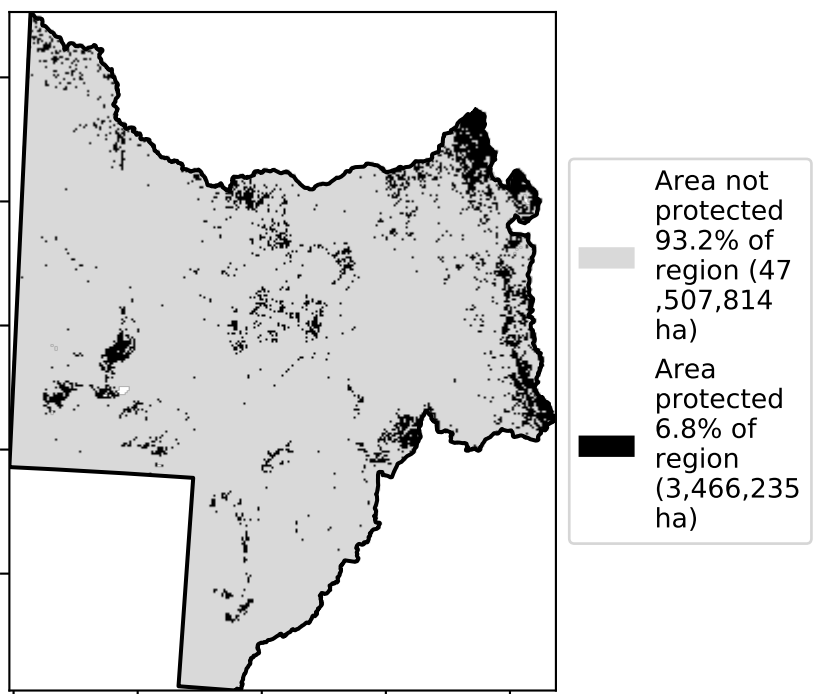 Area not
protected
93.2% of
region (47
,507,814
ha)
Area
protected
6.8% of
region
(3,466,235
ha)